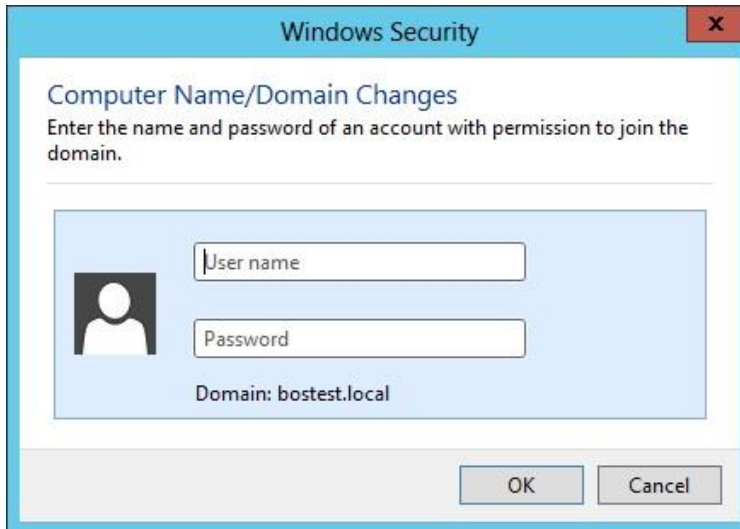 Windows Security
x
Computer Name/Domain Changes
Enter the name and password of an account with permission to join the
domain.
User name
Password
Domain: bostest.local
OK
Cancel